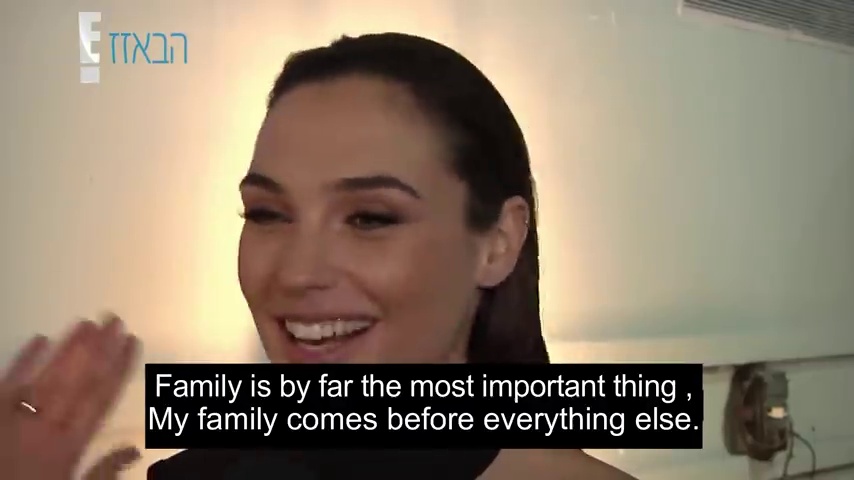 E!
הבאזז
Family is by far the most important thing ,
My family comes before everything else.